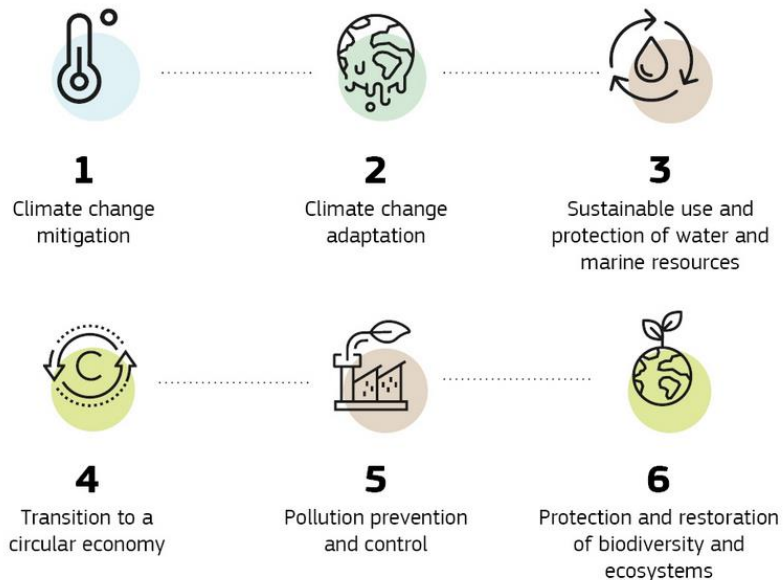 1
Climate change
mitigation
2
Climate change
adaptation
3
Sustainable use and
protection of water and
marine resources
C
4
Transition to a
circular economy
5
Pollution prevention
and control
6
Protection and restoration
of biodiversity and
ecosystems